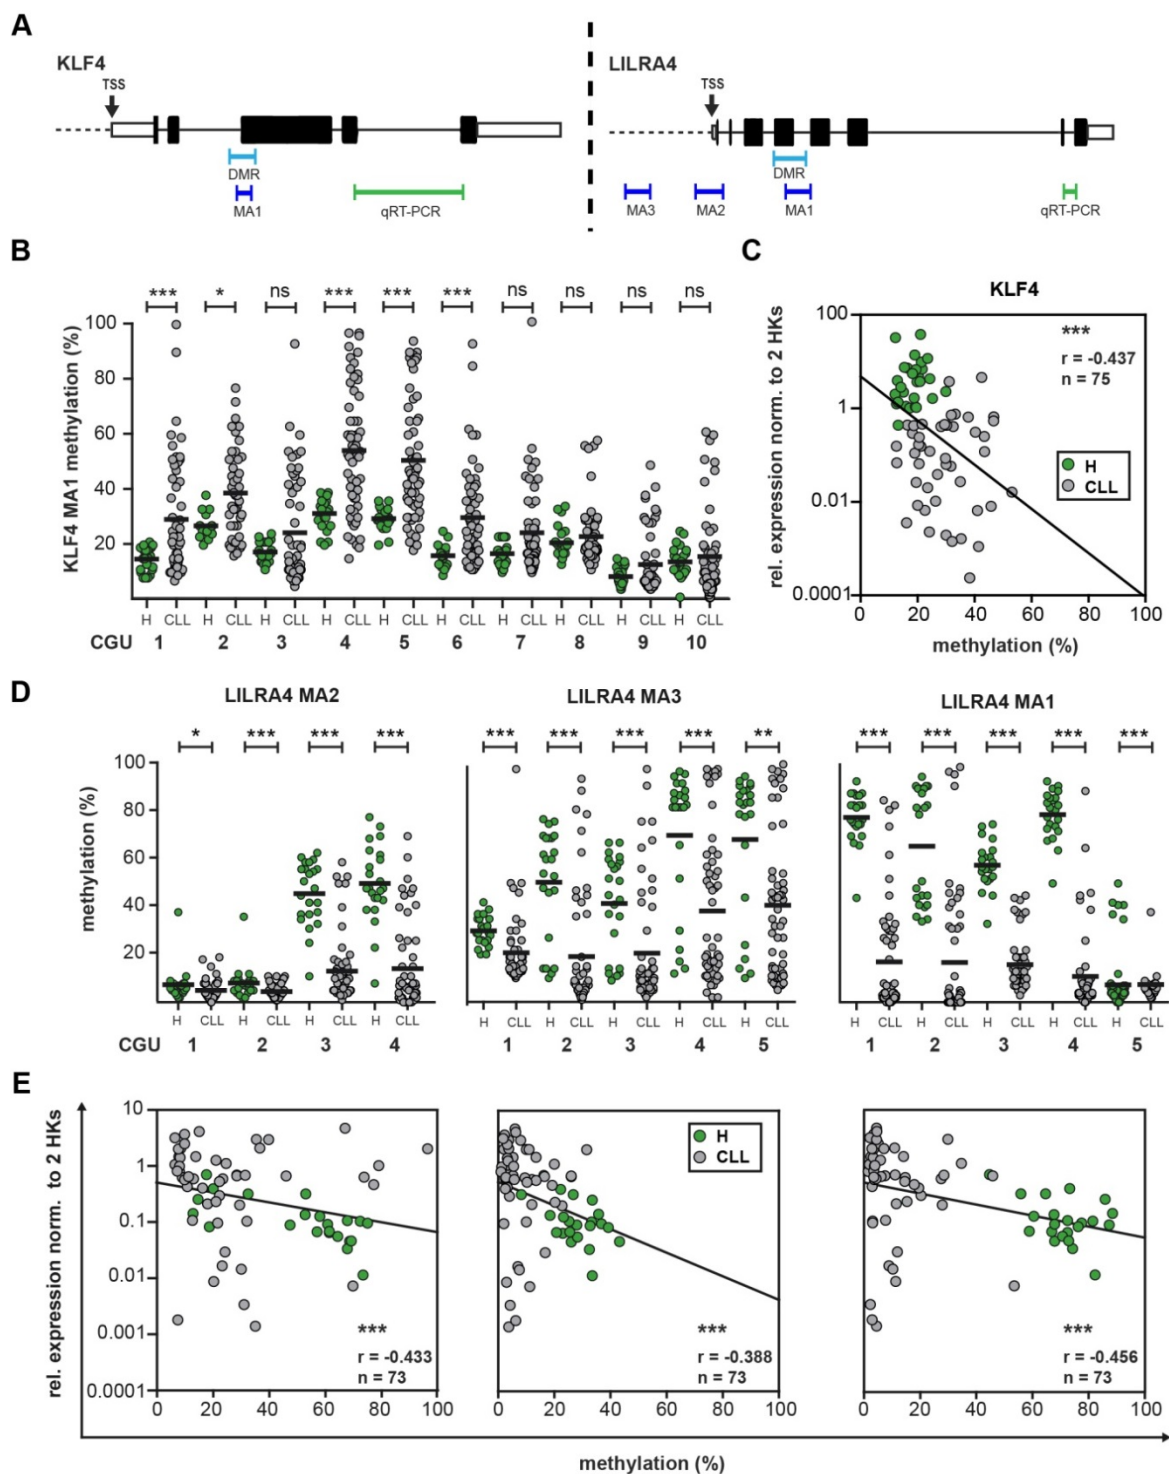 A
KLF4
TSS
DMR
MA1
qRT-PCR
LILRA4
TSS
DMR
MA3
MA2
MA1
qRT-PCR
B
*** * ns *** *** *** ns ns ns ns
KLF4 MA1 methylation (%)
100
80
60
40
20
H CLL H CLL H CLL H CLL H CLL H CLL H CLL H CLL H CLL H CLL
CGU 1 2 3 4 5 6 7 8 9 10
C
KLF4
rel. expression norm. to 2 HKs
100
1
0.01
0.0001
***
r = -0.437
n = 75
H
CLL
0 20 40 60 80 100
methylation (%)
D
LILRA4 MA2
LILRA4 MA3
LILRA4 MA1
* *** *** ***
*** *** *** *** **
*** *** *** *** ***
methylation (%)
100
80
60
40
20
H CLL H CLL H CLL H CLL
H CLL H CLL H CLL H CLL H CLL
H CLL H CLL H CLL H CLL H CLL
CGU 1 2 3 4
1 2 3 4 5
1 2 3 4 5
E
rel. expression norm. to 2 HKs
10
1
0.1
0.01
0.001
0.0001
***
r = -0.433
n = 73
0 20 40 60 80 100
H
CLL
***
r = -0.388
n = 73
0 20 40 60 80 100
***
r = -0.456
n = 73
0 20 40 60 80 100
methylation (%)